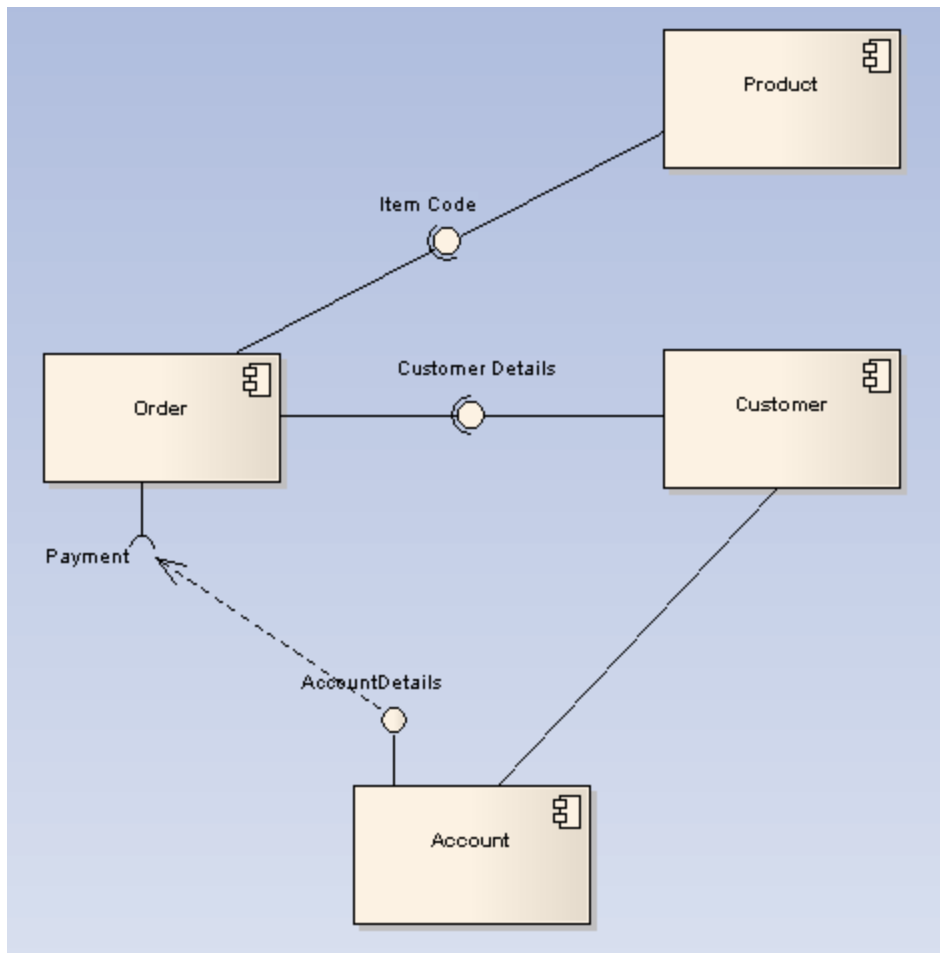 Product
Item Code
Customer Details
Order
Customer
Payment
AccountDetails
Account